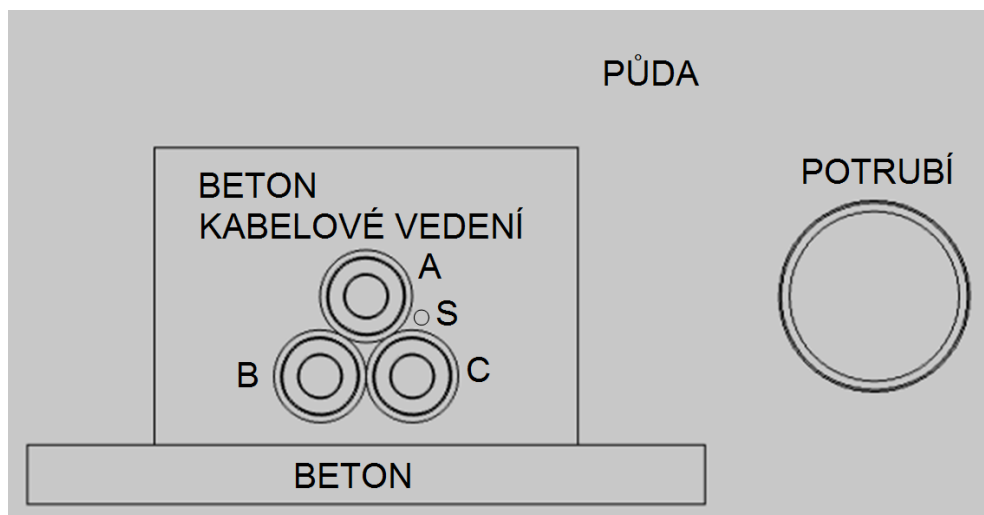 PŮDA
POTRUBÍ
BETON
KABELOVÉ VEDENÍ
A
S
B
C
BETON